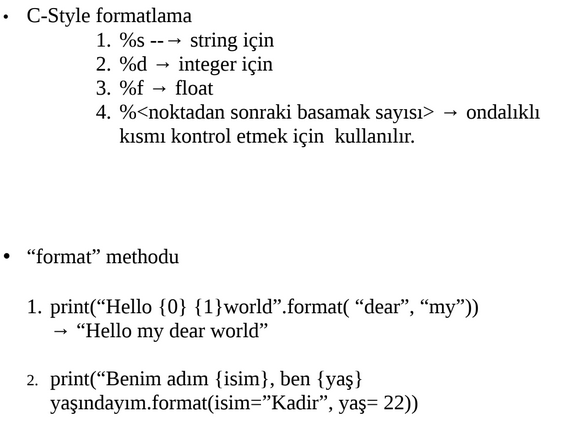 • C-Style formatlama
1. %s --→ string için
2. %d → integer için
3. %f → float
4. %<noktadan sonraki basamak sayısı> → ondalıklı
kısmı kontrol etmek için  kullanılır.
• “format” methodu
1. print(“Hello {0} {1}world”.format( “dear”, “my”))
→ “Hello my dear world”
2. print(“Benim adım {isim}, ben {yaş}
yaşındayım.format(isim=”Kadir”, yaş= 22))